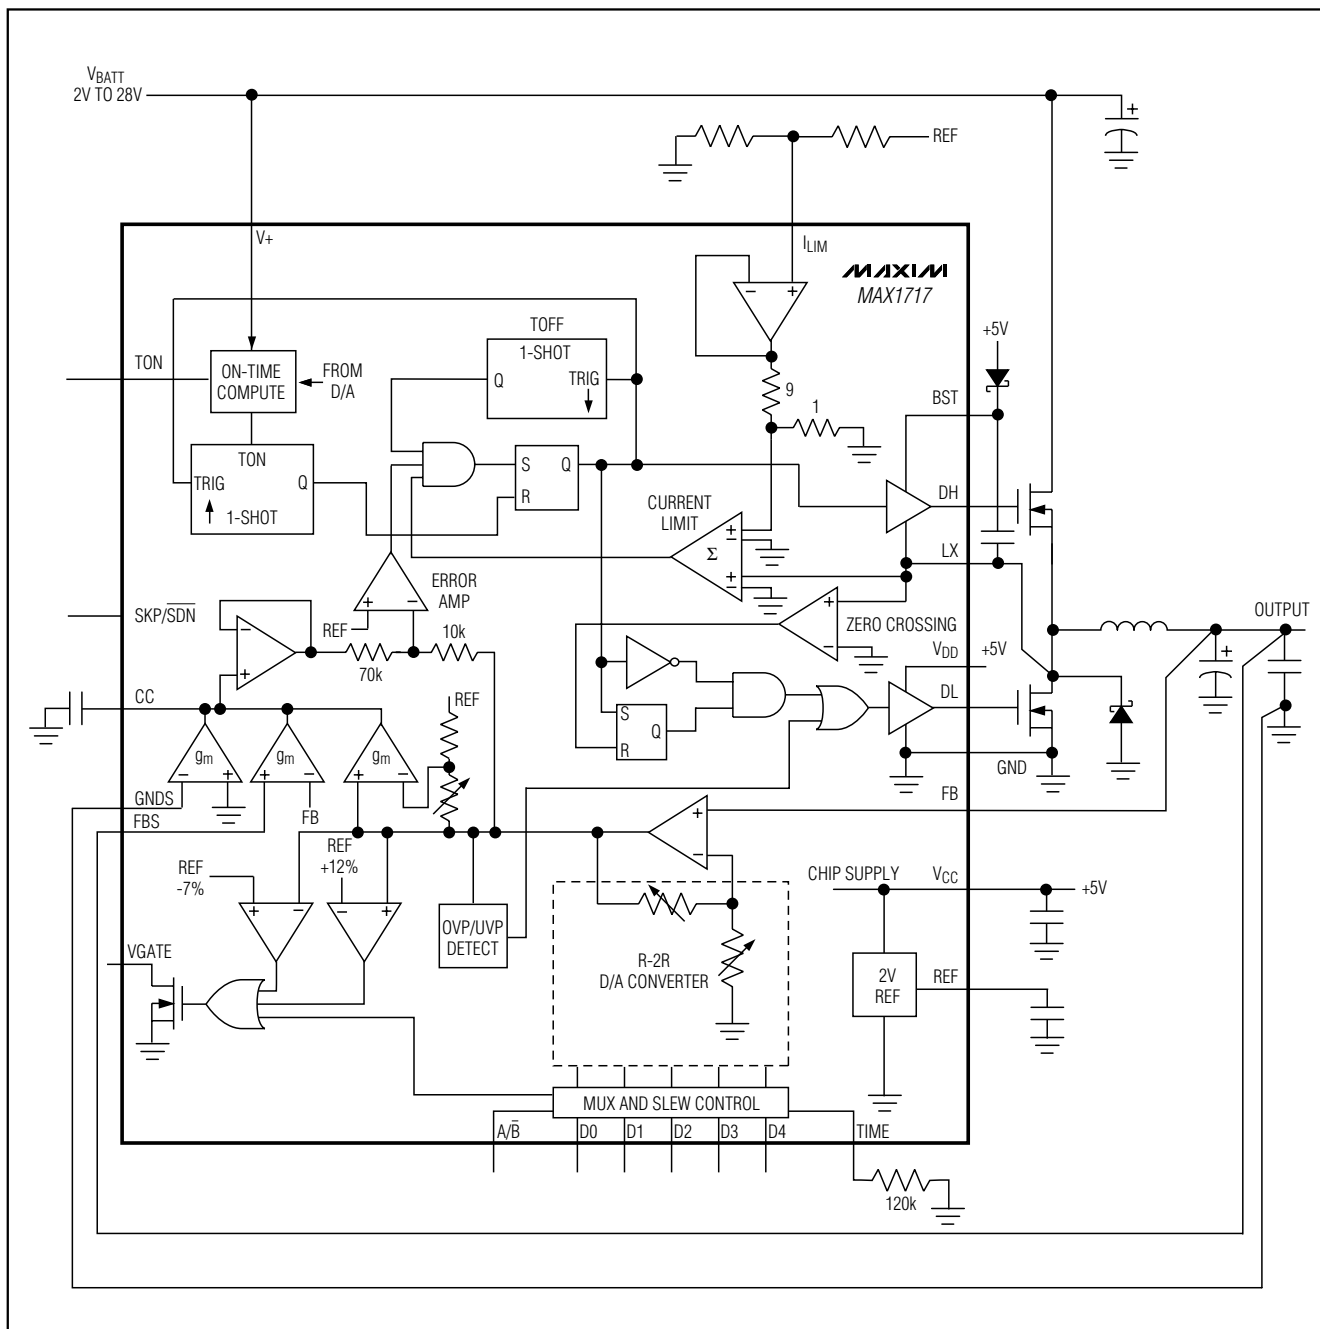 VBATT
2V TO 28V
REF
V+
ILIM
MAXIM
MAX1717
TOFF
+5V
1-SHOT
TON
ON-TIME
COMPUTE
FROM
D/A
Q
TRIG
9
BST
1
TON
TRIG
Q
S
Q
R
1-SHOT
CURRENT
LIMIT
DH
+
−
Σ
+
−
LX
ERROR
AMP
+
−
+
SKP/SDN
−
REF
10k
ZERO CROSSING
OUTPUT
−
+
70k
VDD
+5V
+
CC
REF
DL
S
Q
R
gm
gm
gm
−
+
+
−
+
−
GND
GNDS
FB
FB
FBS
+
−
REF
-7%
REF
+12%
CHIP SUPPLY
VCC
+5V
+
−
−
+
OVP/UVP
DETECT
VGATE
R-2R
D/A CONVERTER
2V
REF
REF
MUX AND SLEW CONTROL
A/B̅
D0
D1
D2
D3
D4
TIME
120k